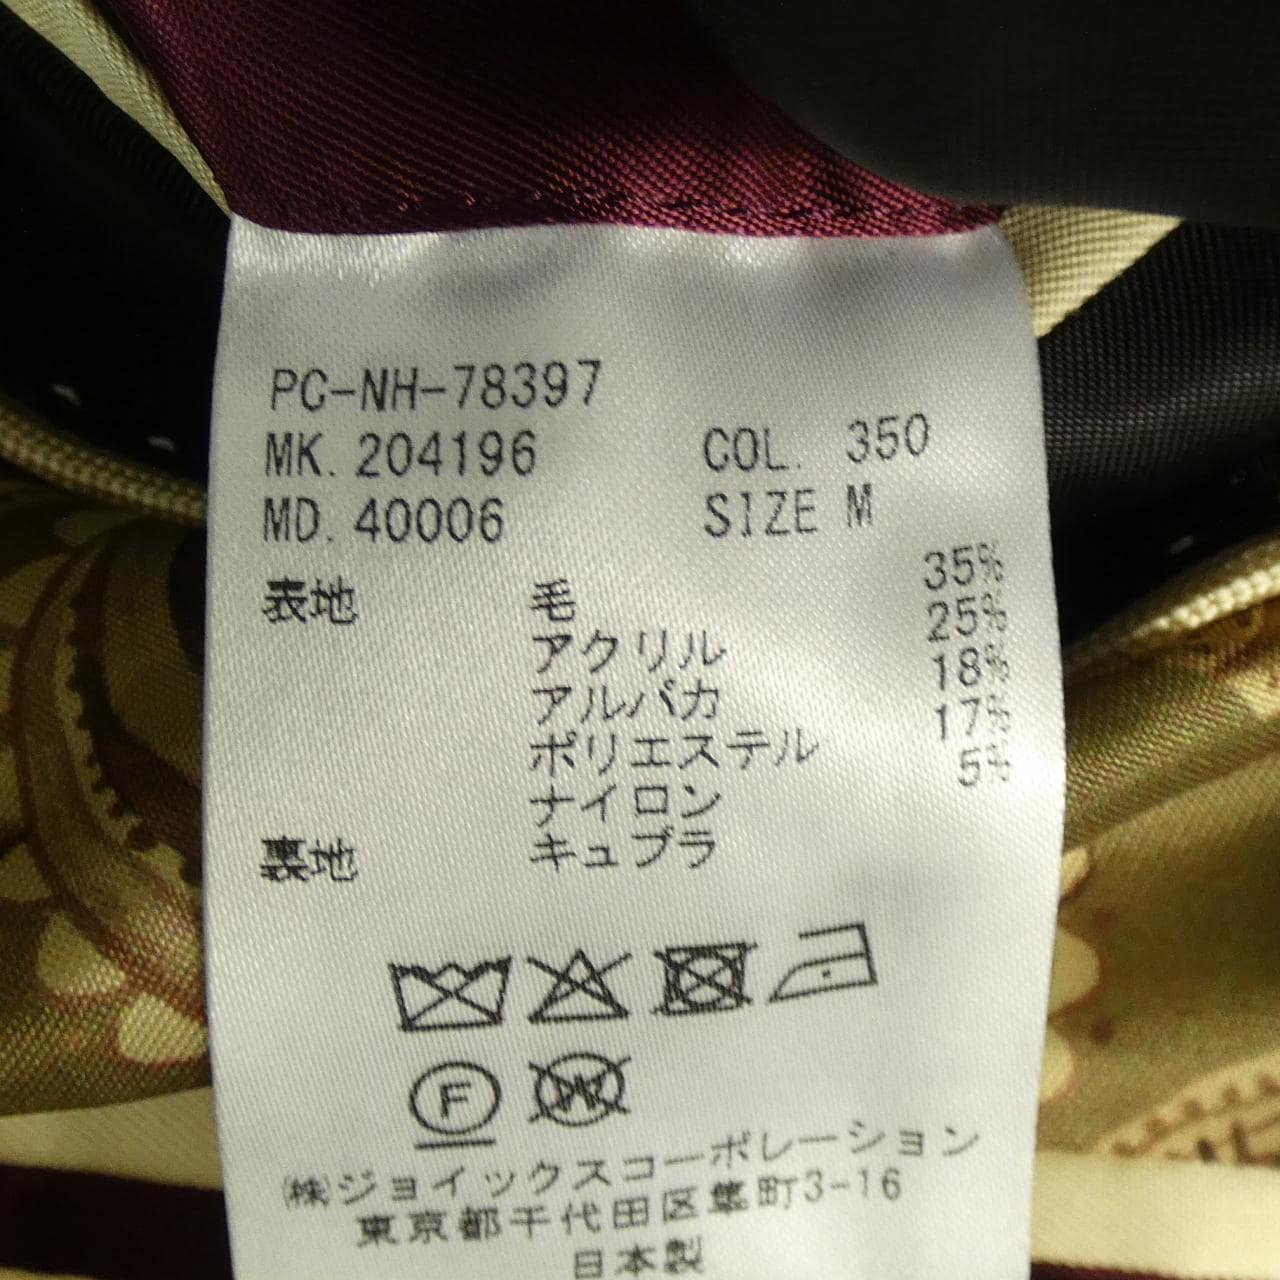 PC-NH-78397
MK. 204196 COL. 350
MD. 40006 SIZE M
表地 毛 35%
アクリル 25%
アルパカ 18%
ポリエステル 17%
ナイロン 5%
裏地 キュプラ
F
W
(株)ジョイックスコーポレーション
東京都千代田区隼町3-16
日本製